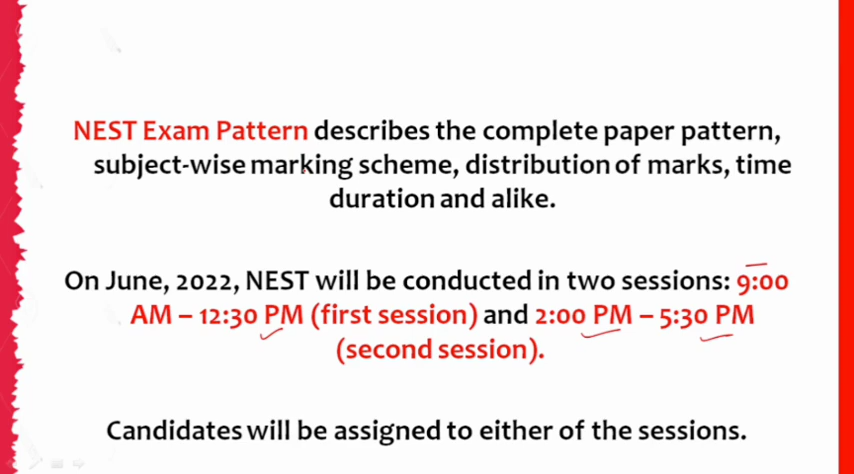 NEST Exam Pattern describes the complete paper pattern,
subject-wise marking scheme, distribution of marks, time
duration and alike.
On June, 2022, NEST will be conducted in two sessions: 9:00
AM – 12:30 PM (first session) and 2:00 PM – 5:30 PM
(second session).
Candidates will be assigned to either of the sessions.